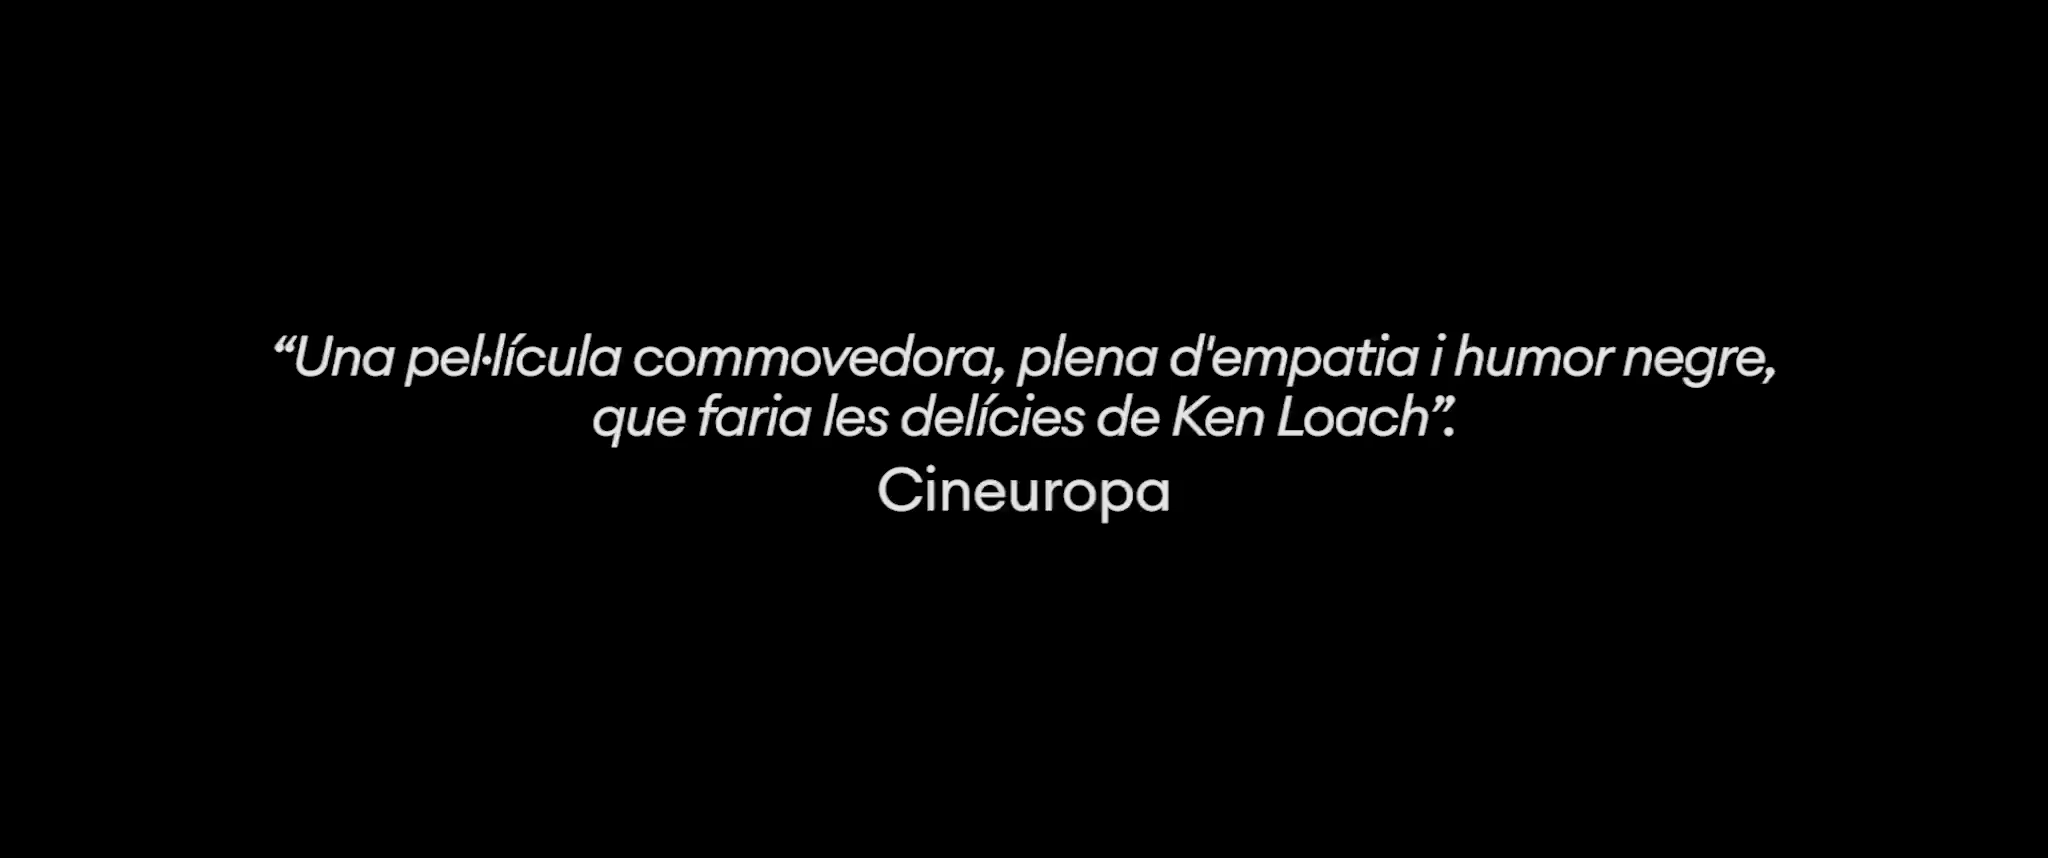 “Una pel·lícula commovedora, plena d'empatia i humor negre,
que faria les delícies de Ken Loach”.
Cineuropa